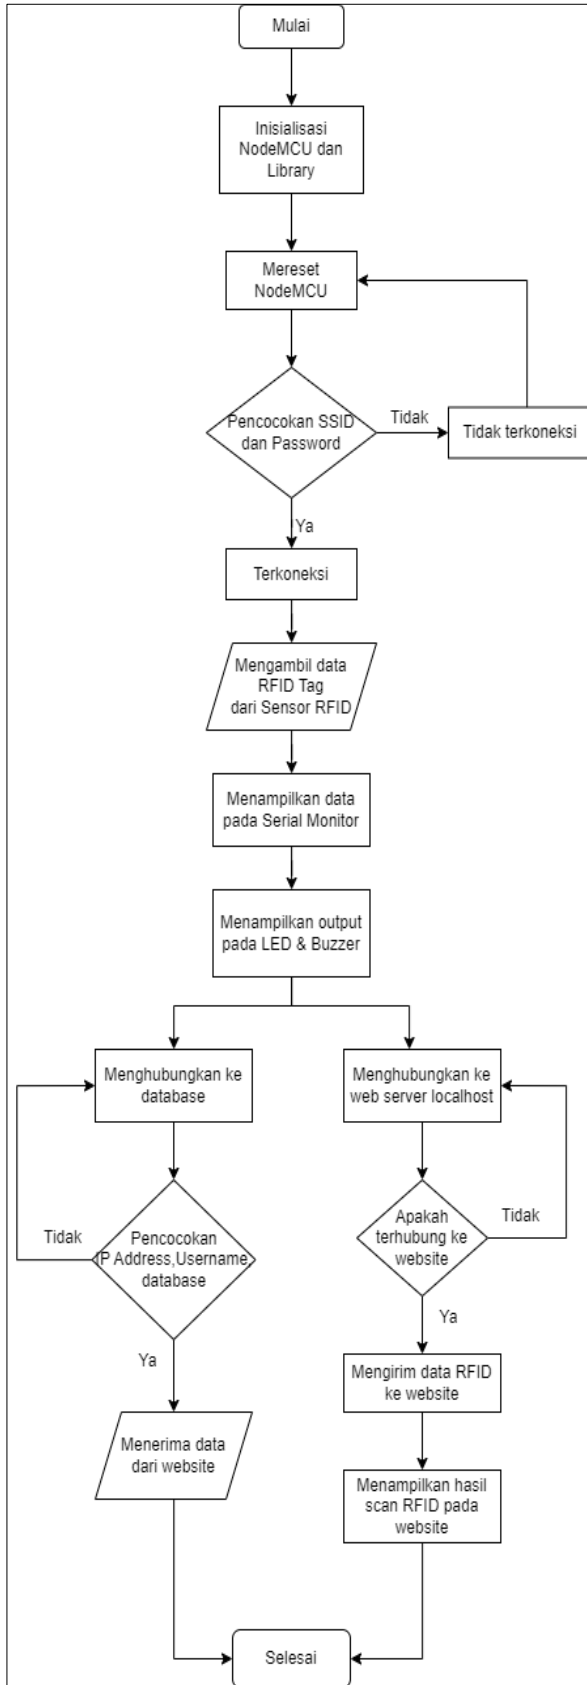 Mulai
Inisialisasi
NodeMCU dan
Library
Mereset
NodeMCU
Pencocokan SSID
dan Password
Tidak
Tidak terkoneksi
Ya
Terkoneksi
Mengambil data
RFID Tag
dari Sensor RFID
Menampilkan data
pada Serial Monitor
Menampilkan output
pada LED & Buzzer
Menghubungkan ke
database
Menghubungkan ke
web server localhost
Tidak
Pencocokan
IP Address,Username,
database
Apakah
terhubung ke
website
Tidak
Ya
Ya
Menerima data
dari website
Mengirim data RFID
ke website
Menampilkan hasil
scan RFID pada
website
Selesai